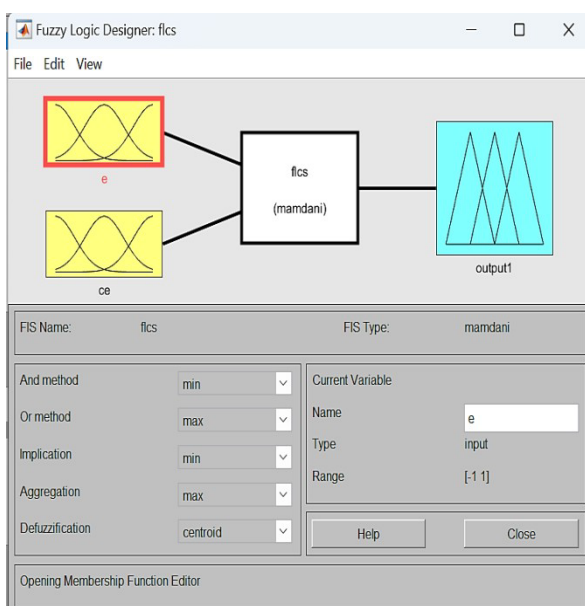 Fuzzy Logic Designer: flcs
File Edit View
e
flcs
(mamdani)
output1
ce
FIS Name: flcs FIS Type: mamdani
And method min
Or method max
Implication min
Aggregation max
Defuzzification centroid
Current Variable
Name e
Type input
Range [-1 1]
Help Close
Opening Membership Function Editor